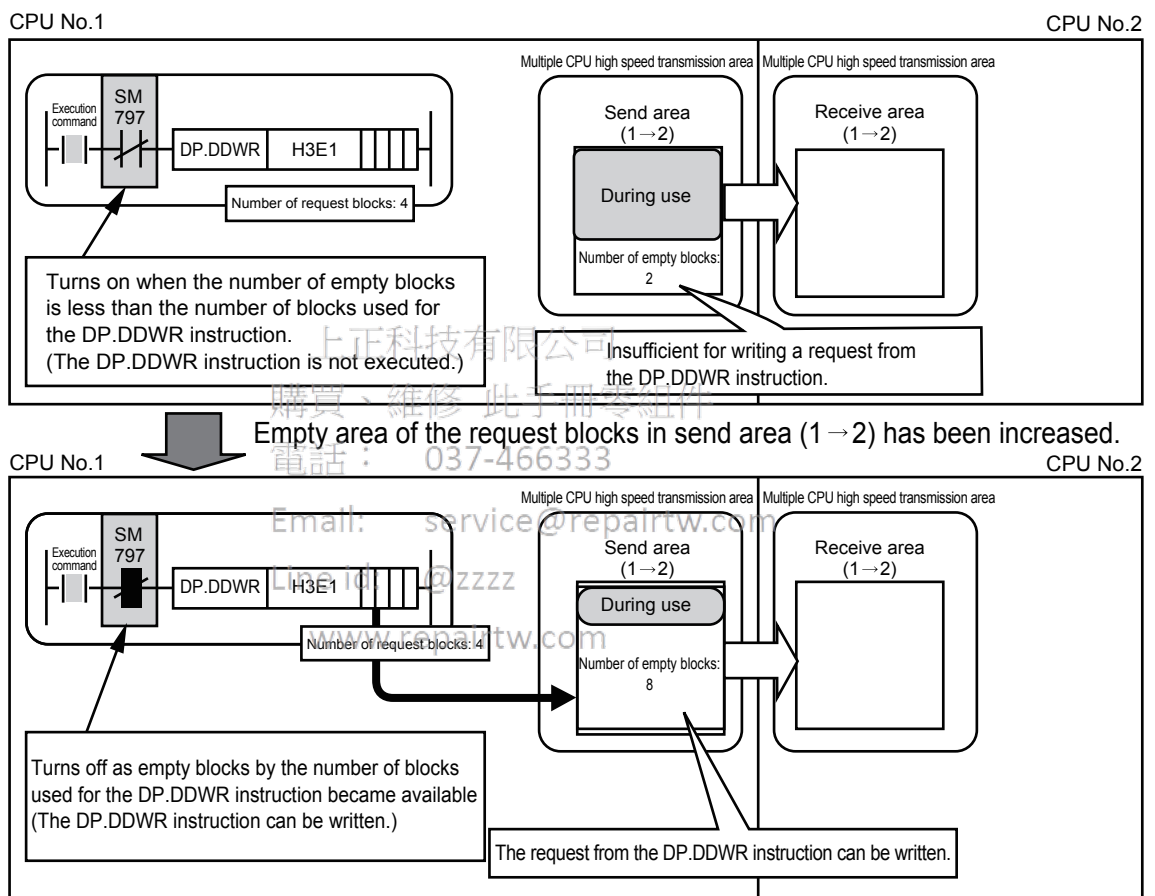 CPU No.1
CPU No.2
Multiple CPU high speed transmission area
Multiple CPU high speed transmission area
Execution
command
SM
797
DP.DDWR
H3E1
Number of request blocks: 4
Send area
(1→2)
During use
Number of empty blocks:
2
Receive area
(1→2)
Turns on when the number of empty blocks
is less than the number of blocks used for
the DP.DDWR instruction.
(The DP.DDWR instruction is not executed.)
Insufficient for writing a request from
the DP.DDWR instruction.
上正科技有限公司
購買、維修 此手冊零組件
Empty area of the request blocks in send area (1→2) has been increased.
電話： 037-466333
CPU No.1
CPU No.2
Multiple CPU high speed transmission area
Multiple CPU high speed transmission area
Email: service@repairtw.com
Execution
command
SM
797
DP.DDWR
H3E1
Line id: @zzzz
www.repairtw.com
Number of request blocks: 4
Send area
(1→2)
During use
Number of empty blocks:
8
Receive area
(1→2)
Turns off as empty blocks by the number of blocks
used for the DP.DDWR instruction became available
(The DP.DDWR instruction can be written.)
The request from the DP.DDWR instruction can be written.